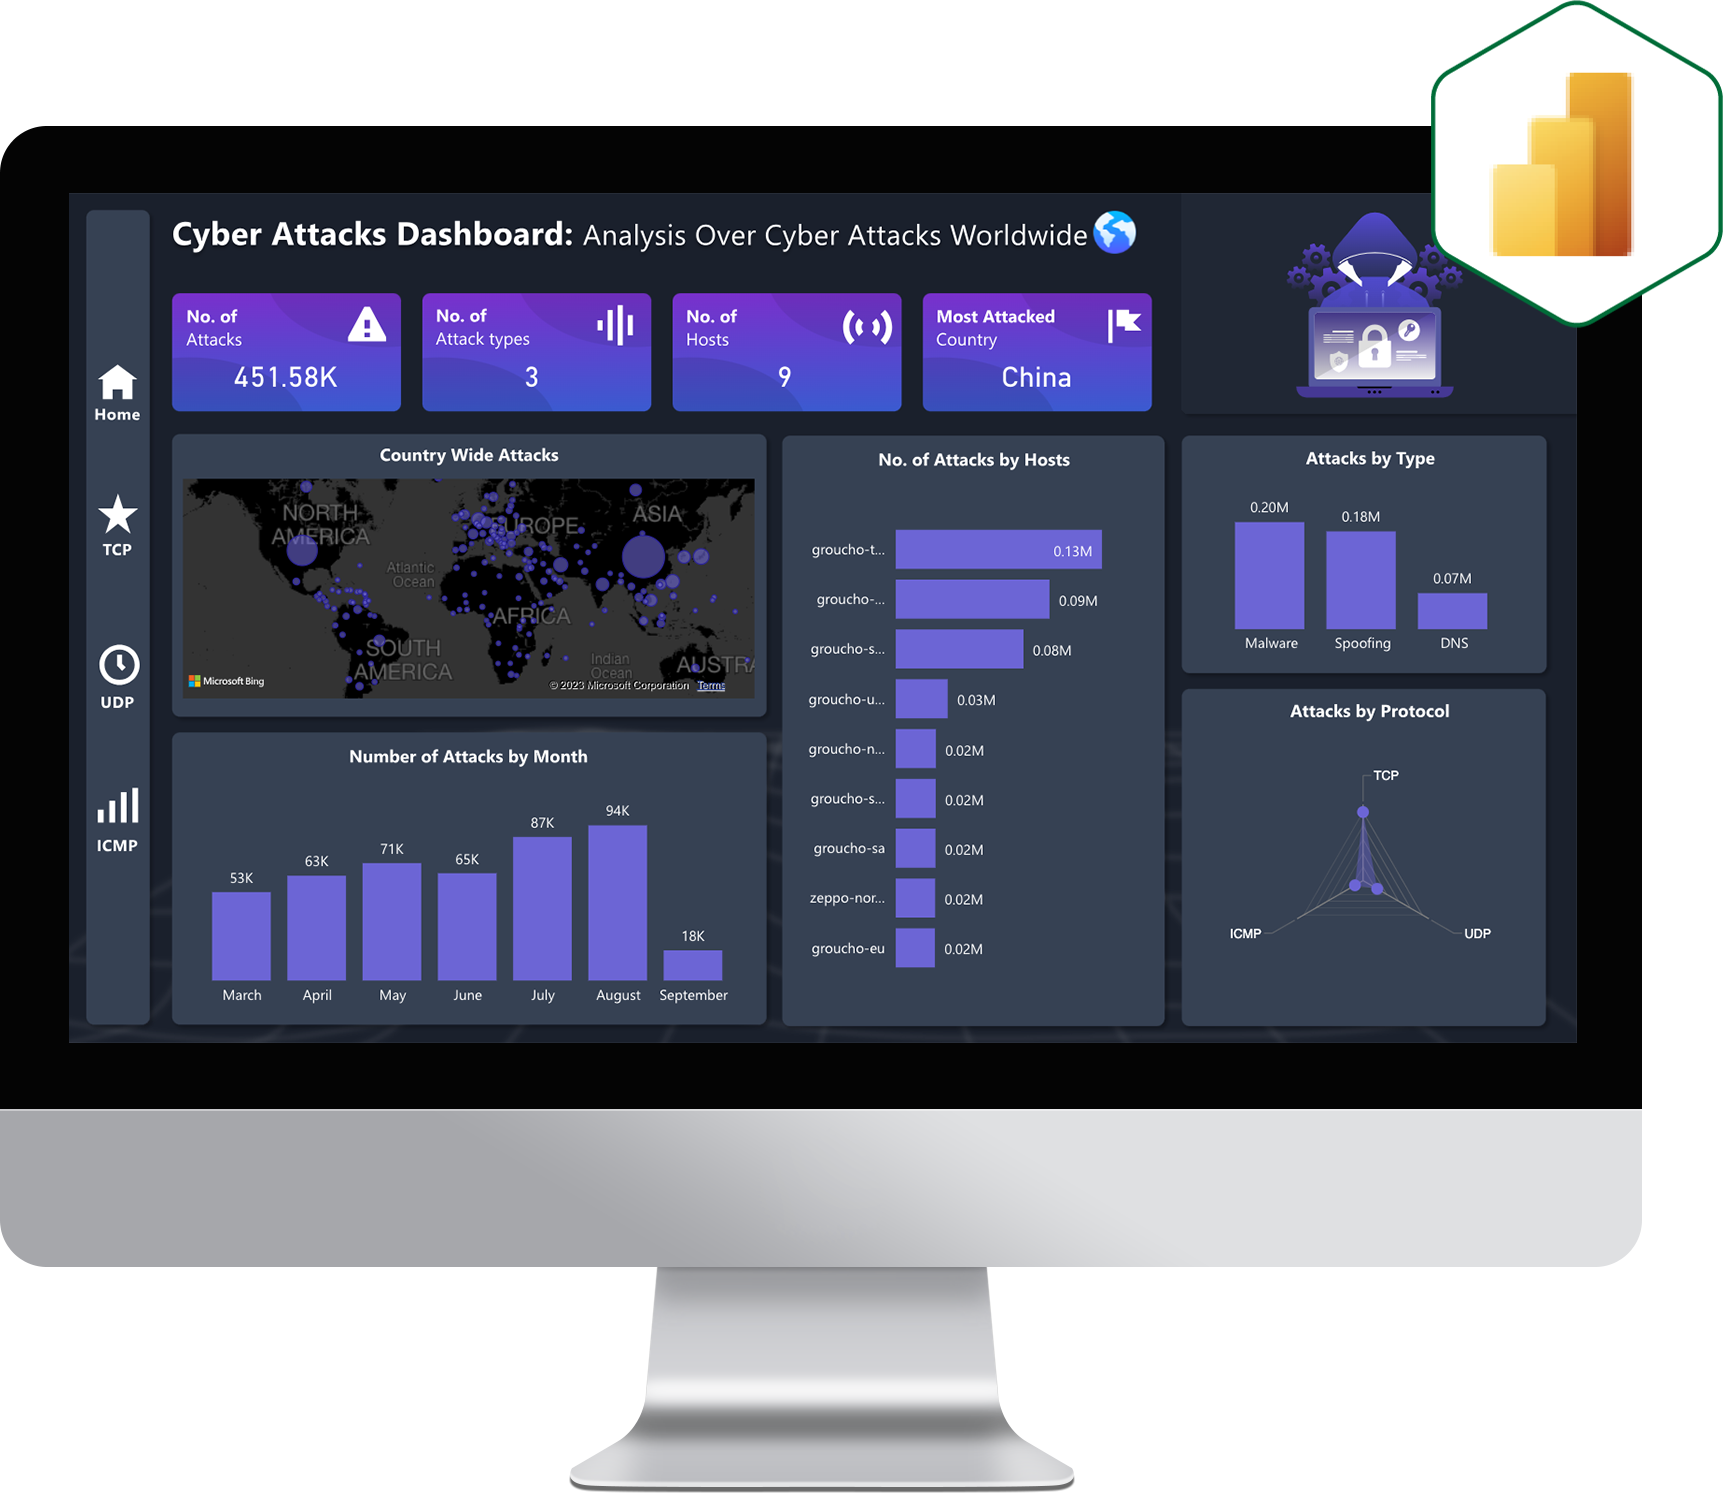 Cyber Attacks Dashboard: Analysis Over Cyber Attacks Worldwide
No. of
Attacks
451.58K
No. of
Attack types
3
No. of
Hosts
9
Most Attacked
Country
China
Home
TCP
UDP
ICMP
Country Wide Attacks
NORTH
AMERICA
EUROPE
ASIA
Atlantic
Ocean
AFRICA
SOUTH
AMERICA
Indian
Ocean
AUSTRA
Microsoft Bing
© 2023 Microsoft Corporation Terms
Number of Attacks by Month
53K
63K
71K
65K
87K
94K
18K
March
April
May
June
July
August
September
No. of Attacks by Hosts
groucho-t... 0.13M
groucho-... 0.09M
groucho-s... 0.08M
groucho-u... 0.03M
groucho-n... 0.02M
groucho-s... 0.02M
groucho-sa 0.02M
zeppo-nor... 0.02M
groucho-eu 0.02M
Attacks by Type
0.20M
0.18M
0.07M
Malware
Spoofing
DNS
Attacks by Protocol
TCP
ICMP
UDP